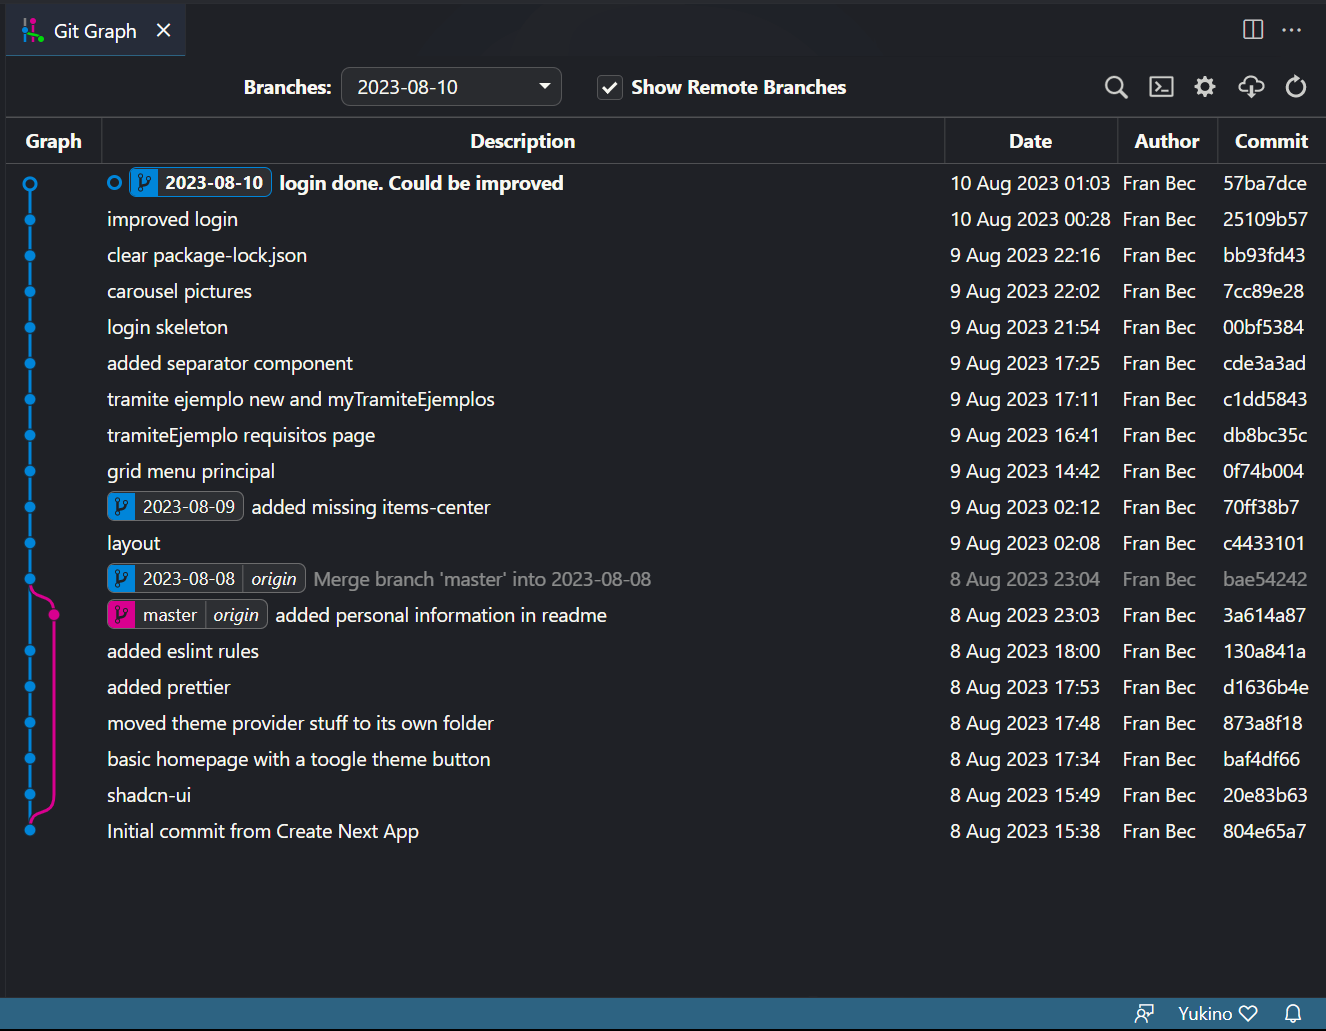 Git Graph
Branches: 2023-08-10 Show Remote Branches
Graph Description Date Author Commit
2023-08-10 login done. Could be improved 10 Aug 2023 01:03 Fran Bec 57ba7dce
improved login 10 Aug 2023 00:28 Fran Bec 25109b57
clear package-lock.json 9 Aug 2023 22:16 Fran Bec bb93fd43
carousel pictures 9 Aug 2023 22:02 Fran Bec 7cc89e28
login skeleton 9 Aug 2023 21:54 Fran Bec 00bf5384
added separator component 9 Aug 2023 17:25 Fran Bec cde3a3ad
tramite ejemplo new and myTramiteEjemplos 9 Aug 2023 17:11 Fran Bec c1dd5843
tramiteEjemplo requisitos page 9 Aug 2023 16:41 Fran Bec db8bc35c
grid menu principal 9 Aug 2023 14:42 Fran Bec 0f74b004
2023-08-09 added missing items-center 9 Aug 2023 02:12 Fran Bec 70ff38b7
layout 9 Aug 2023 02:08 Fran Bec c4433101
2023-08-08 origin Merge branch 'master' into 2023-08-08 8 Aug 2023 23:04 Fran Bec bae54242
master origin added personal information in readme 8 Aug 2023 23:03 Fran Bec 3a614a87
added eslint rules 8 Aug 2023 18:00 Fran Bec 130a841a
added prettier 8 Aug 2023 17:53 Fran Bec d1636b4e
moved theme provider stuff to its own folder 8 Aug 2023 17:48 Fran Bec 873a8f18
basic homepage with a toogle theme button 8 Aug 2023 17:34 Fran Bec baf4df66
shadcn-ui 8 Aug 2023 15:49 Fran Bec 20e83b63
Initial commit from Create Next App 8 Aug 2023 15:38 Fran Bec 804e65a7
Yukino